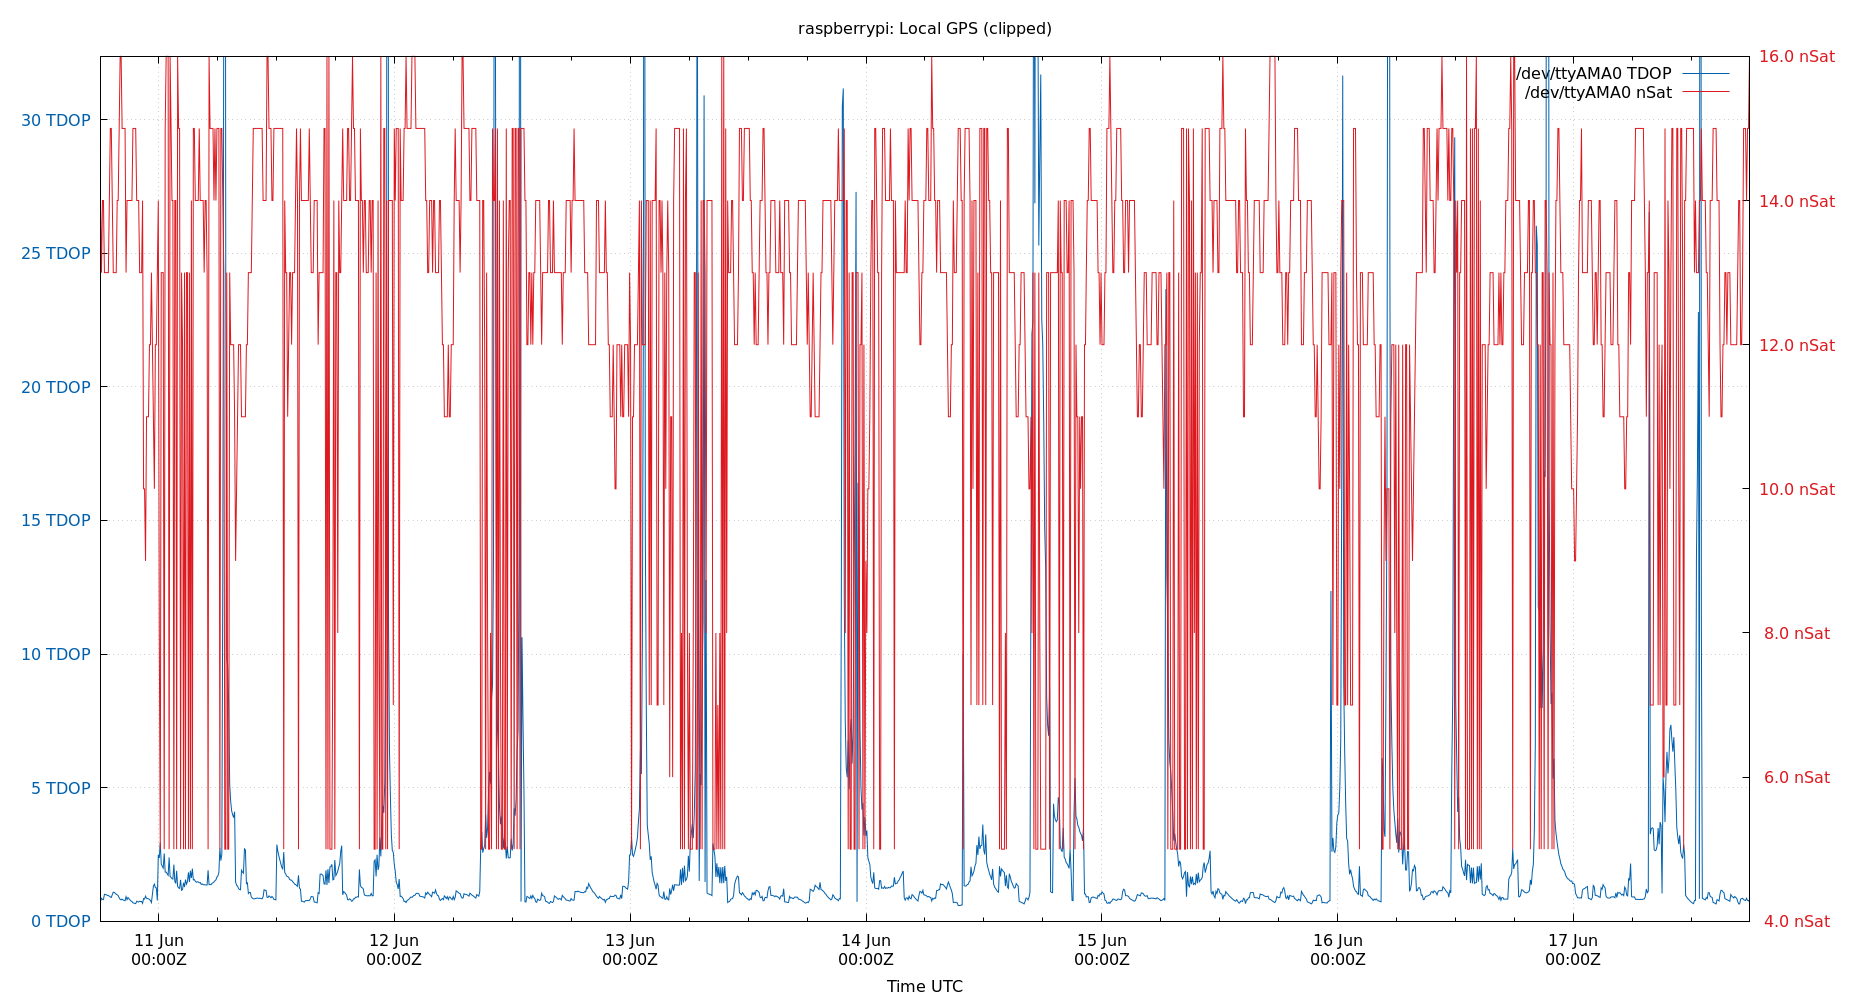 raspberrypi: Local GPS (clipped)
/dev/ttyAMA0 TDOP
/dev/ttyAMA0 nSat
30 TDOP
25 TDOP
20 TDOP
15 TDOP
10 TDOP
5 TDOP
0 TDOP
16.0 nSat
14.0 nSat
12.0 nSat
10.0 nSat
8.0 nSat
6.0 nSat
4.0 nSat
11 Jun 12 Jun 13 Jun 14 Jun 15 Jun 16 Jun 17 Jun
00:00Z 00:00Z 00:00Z 00:00Z 00:00Z 00:00Z 00:00Z
Time UTC